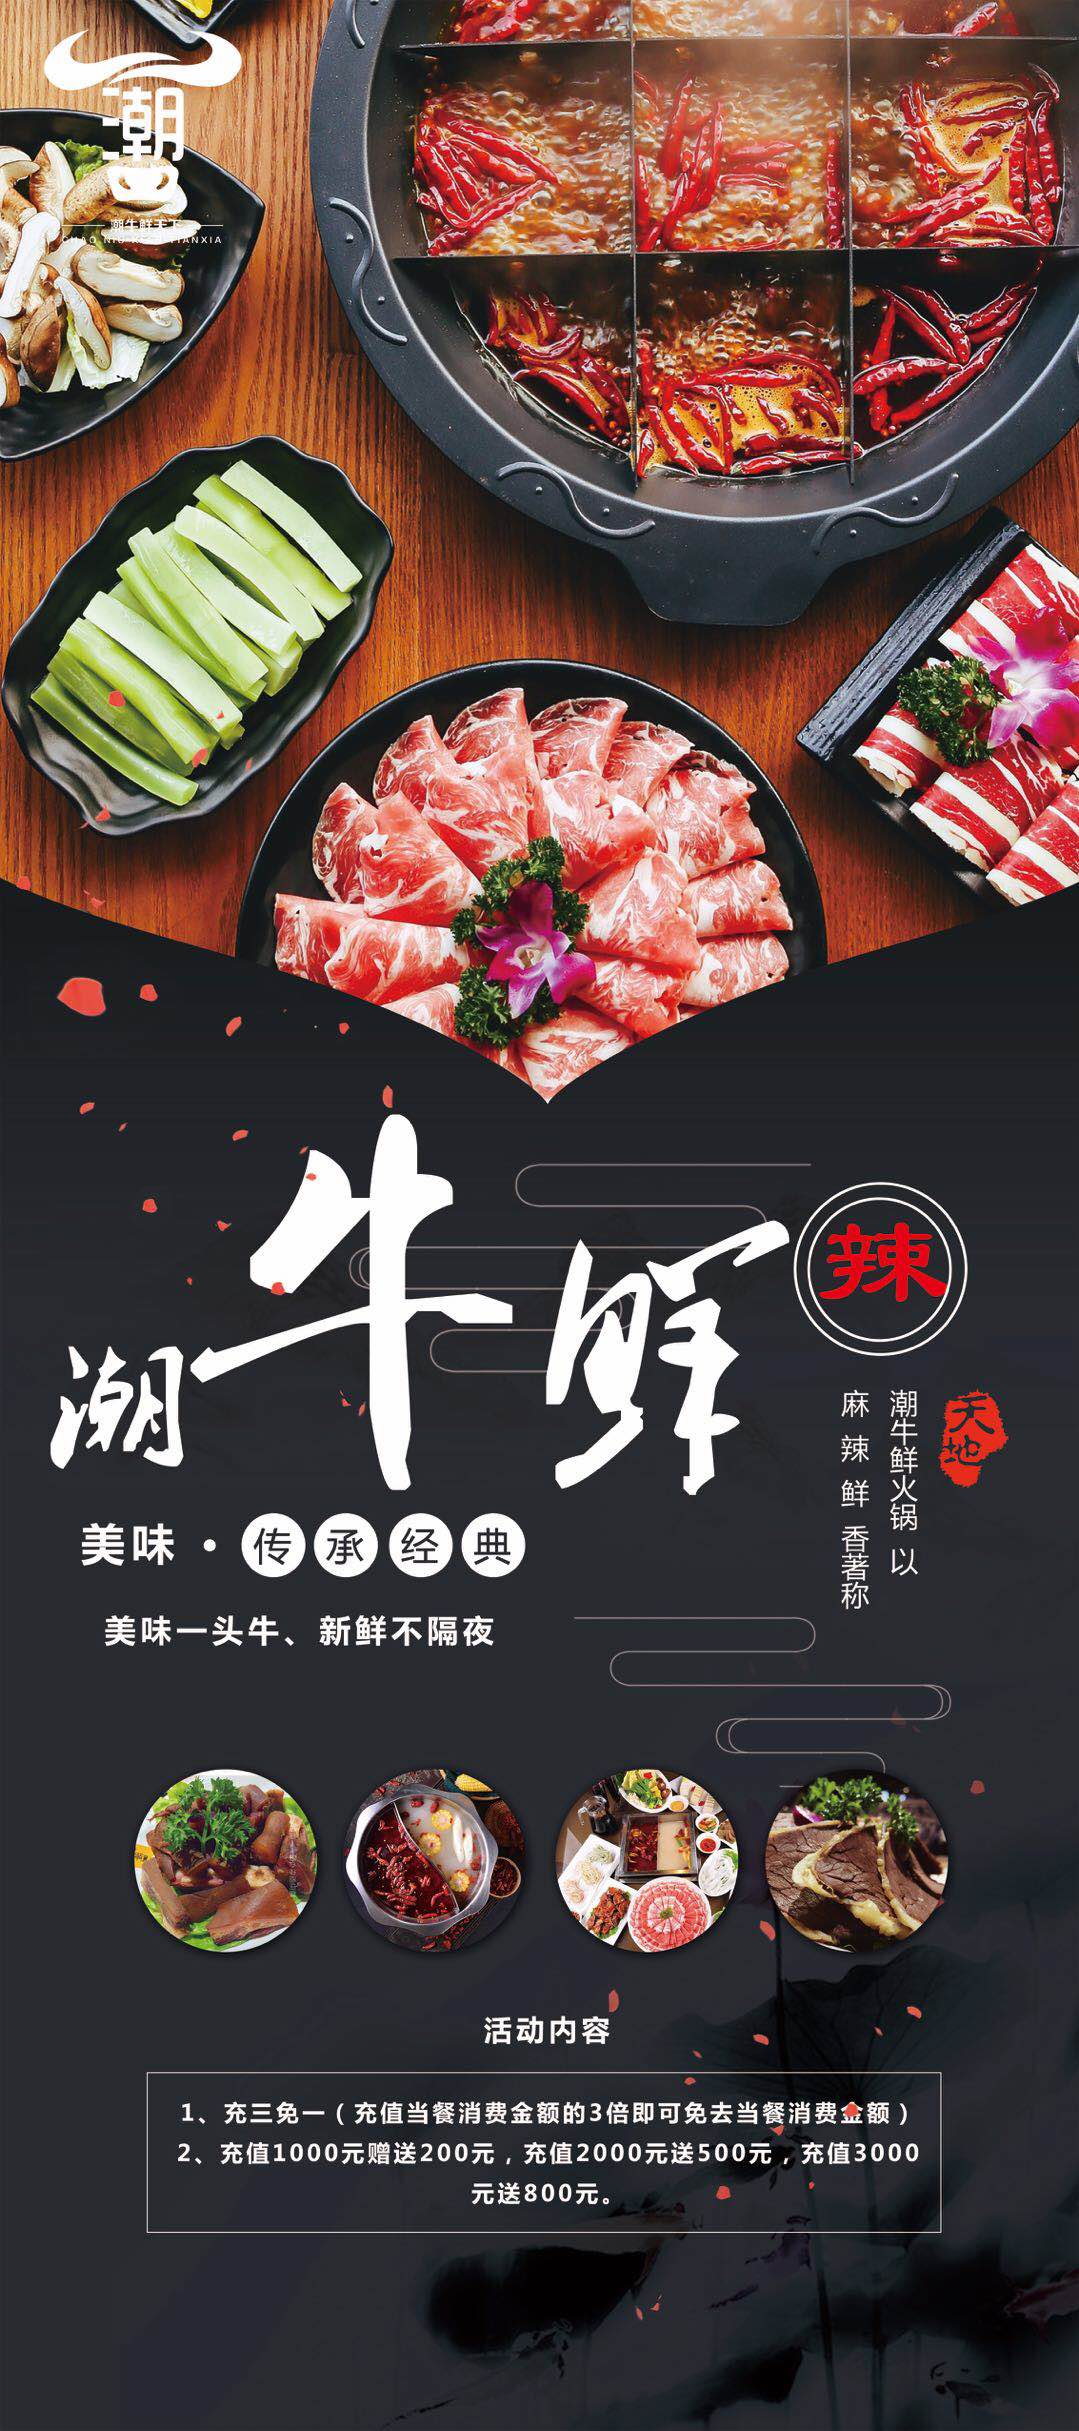 潮
潮牛鲜天下
潮牛鲜
辣
天地
潮牛鲜火锅 以
麻辣鲜 香著称
美味·传承经典
美味一头牛、新鲜不隔夜
活动内容
1、充三免一（充值当餐消费金额的3倍即可免去当餐消费金额）
2、充值1000元赠送200元，充值2000元送500元，充值3000
元送800元。